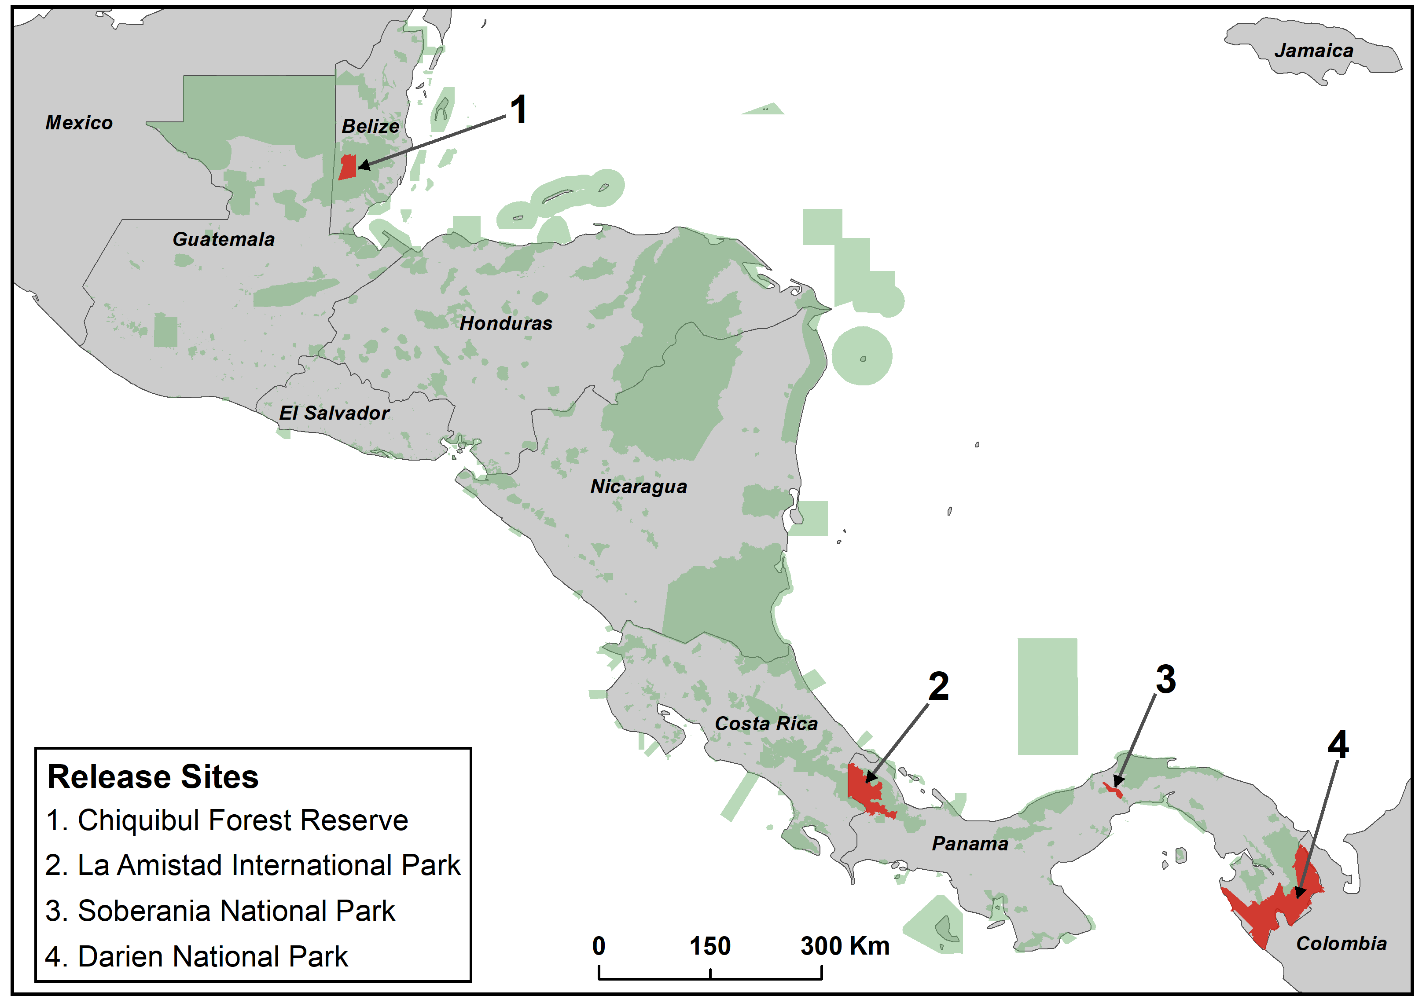 Jamaica
Mexico
1
Belize
Guatemala
Honduras
El Salvador
Nicaragua
2
3
Costa Rica
4
Panama
Colombia
Release Sites
1. Chiquibul Forest Reserve
2. La Amistad International Park
3. Soberania National Park
4. Darien National Park
0 150 300 Km